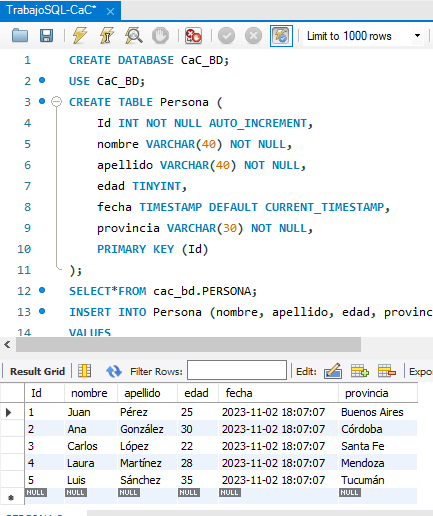 TrabajoSQL-CaC*
Limit to 1000 rows
1 CREATE DATABASE CaC_BD;
2 USE CaC_BD;
3 CREATE TABLE Persona (
4 Id INT NOT NULL AUTO_INCREMENT,
5 nombre VARCHAR(40) NOT NULL,
6 apellido VARCHAR(40) NOT NULL,
7 edad TINYINT,
8 fecha TIMESTAMP DEFAULT CURRENT_TIMESTAMP,
9 provincia VARCHAR(30) NOT NULL,
10 PRIMARY KEY (Id)
11 );
12 SELECT*FROM cac_bd.PERSONA;
13 INSERT INTO Persona (nombre, apellido, edad, provinc
14 VALUES
Result Grid Filter Rows: Edit: Expo
Id nombre apellido edad fecha provincia
1 Juan Pérez 25 2023-11-02 18:07:07 Buenos Aires
2 Ana González 30 2023-11-02 18:07:07 Córdoba
3 Carlos López 22 2023-11-02 18:07:07 Santa Fe
4 Laura Martínez 28 2023-11-02 18:07:07 Mendoza
5 Luis Sánchez 35 2023-11-02 18:07:07 Tucumán
NULL NULL NULL NULL NULL NULL